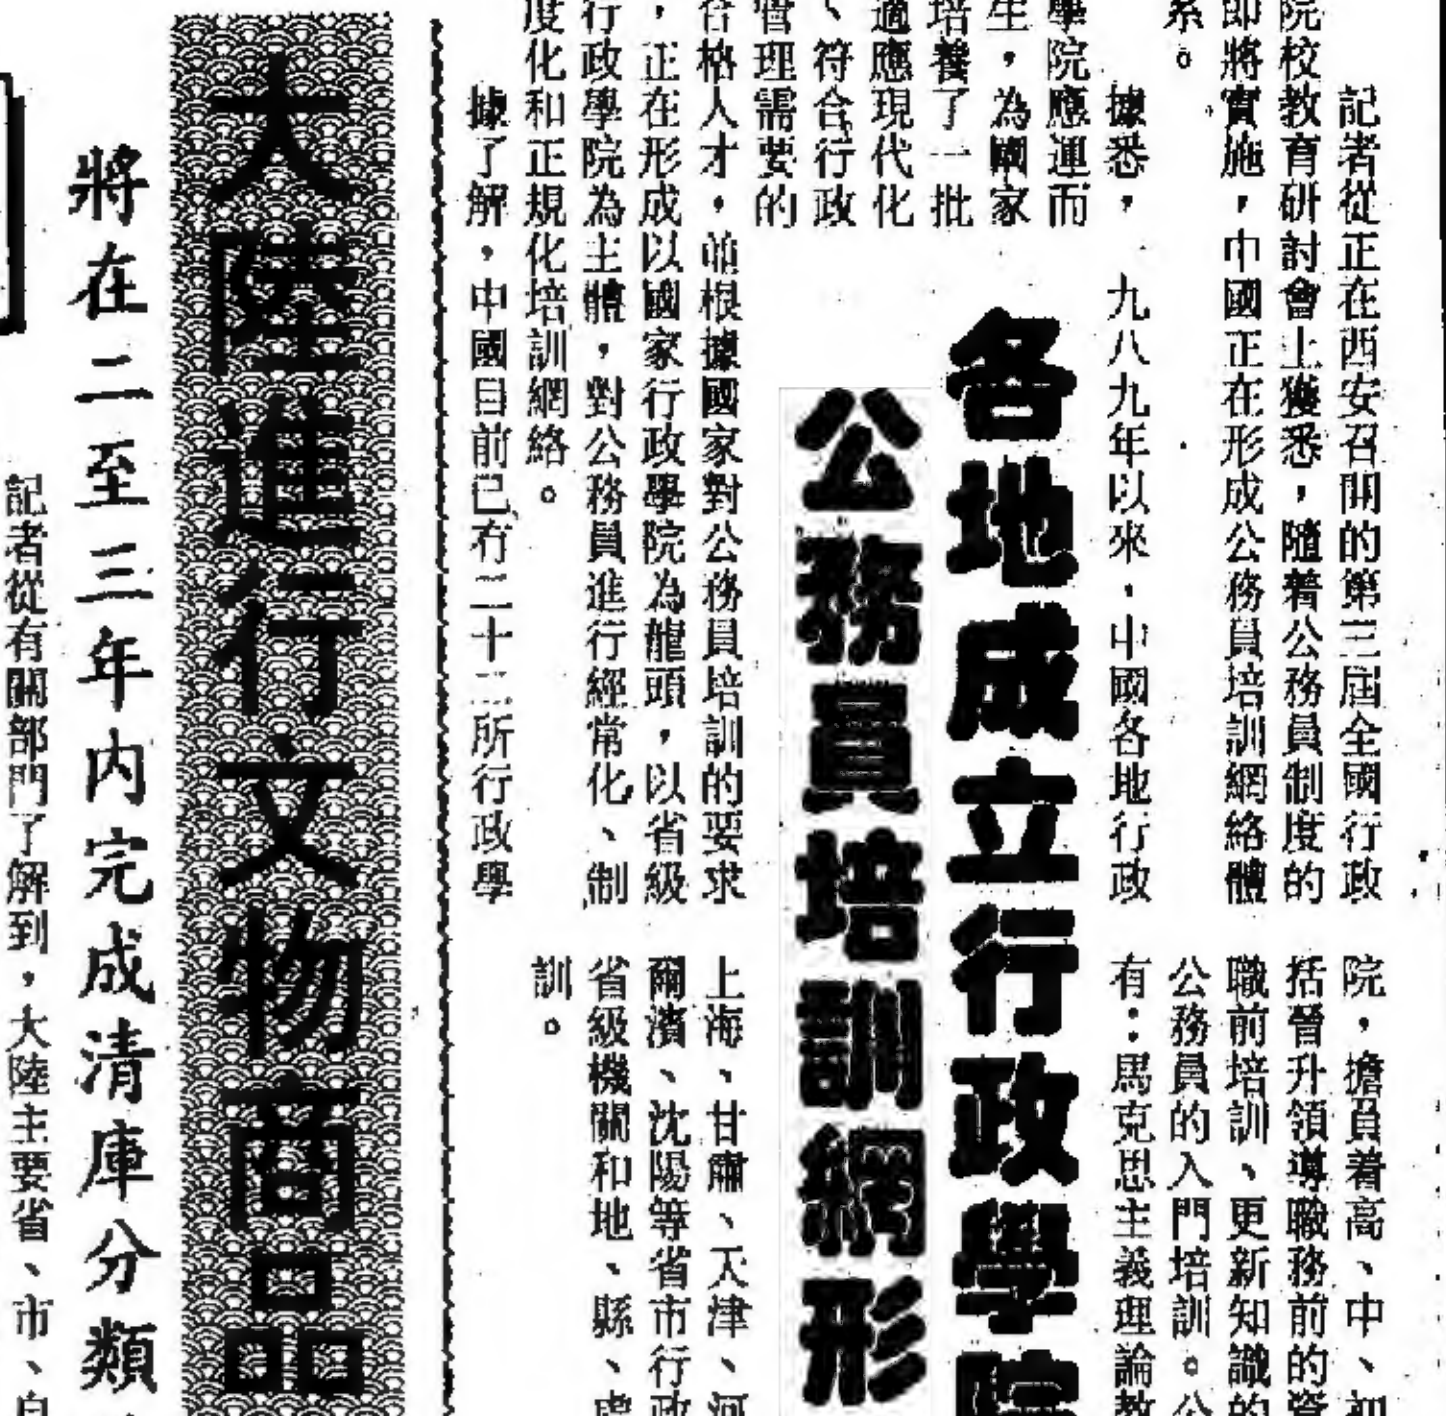 各地成立行政學院
公務員培訓網形
記者從正在西安召開的第三屆全國行政
院校教育研討會上獲悉，隨着公務員制度的
即將實施，中國正在形成公務員培訓網絡體
系。
據悉，
九八九年以來，中國各地行政
學院應運而
生，為國家
培養了一批
適應現代化
、符合行政
管理需要的
合格人才，並根據國家對公務員培訓的要求
，正在形成以國家行政學院為龍頭，以省級
行政學院為主體，對公務員進行經常化、制
度化和正規化培訓網絡。
據了解，中國目前已有二十二所行政學
院，擔負着高、中、初
括晉升領導職務前的資
職前培訓、更新知識的
公務員的入門培訓。公
有：馬克思主義理論教
上海、甘肅、天津、河
爾濱、沈陽等省市行政
省級機關和地、縣、處
訓。
大陸進行文物商品
將在二至三年内完成清庫分類
記者從有關部門了解到，大陸主要省、市、自